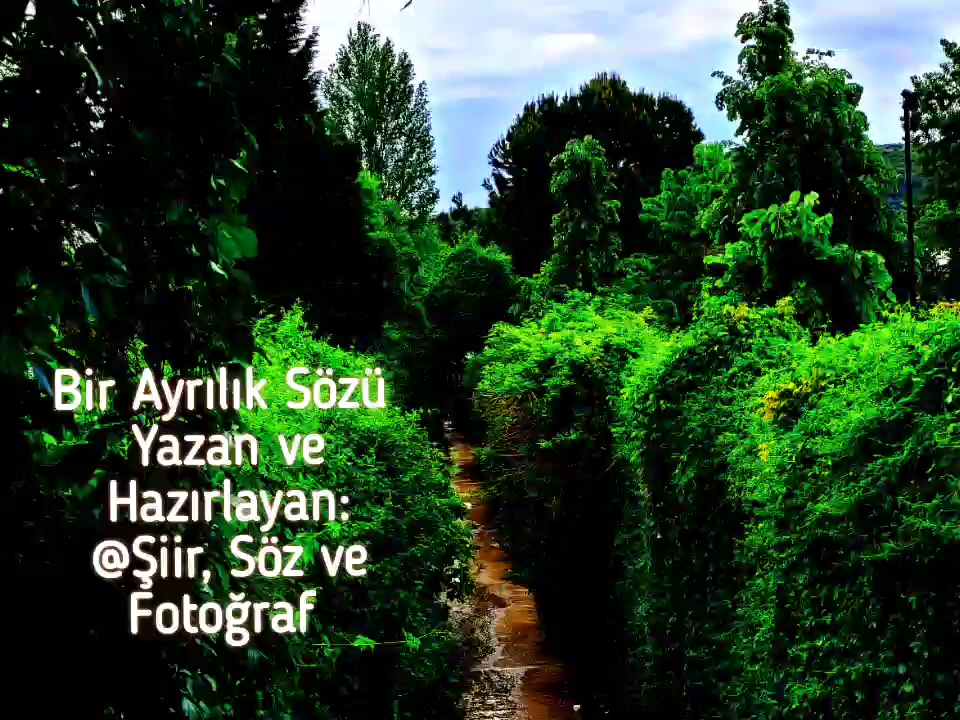 Bir Ayrılık Sözü
Yazan ve
Hazırlayan:
@Şiir, Söz ve
Fotoğraf